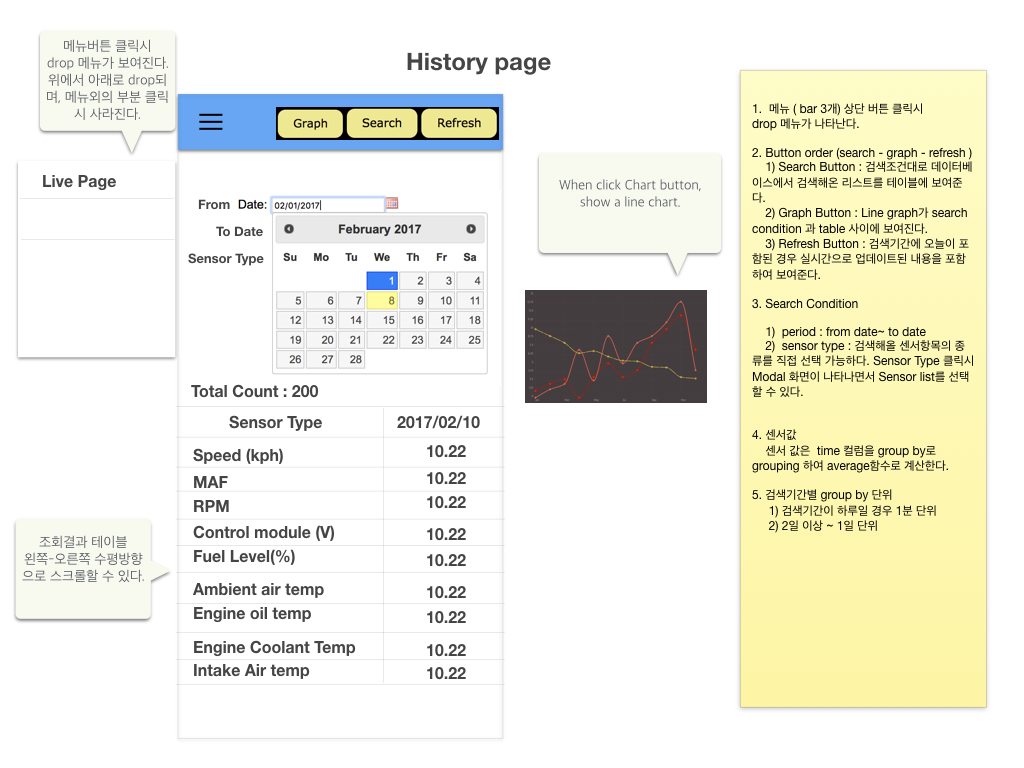 History page
메뉴버튼 클릭시
drop 메뉴가 보여진다.
위에서 아래로 drop되
며, 메뉴외의 부분 클릭
시 사라진다.
Live Page
Graph
Search
Refresh
From Date: 02/01/2017
To Date
Sensor Type
February 2017
Su Mo Tu We Th Fr Sa
1 2 3 4
5 6 7 8 9 10 11
12 13 14 15 16 17 18
19 20 21 22 23 24 25
26 27 28
Total Count : 200
Sensor Type 2017/02/10
Speed (kph) 10.22
MAF 10.22
RPM 10.22
Control module (V) 10.22
Fuel Level(%) 10.22
Ambient air temp 10.22
Engine oil temp 10.22
Engine Coolant Temp 10.22
Intake Air temp 10.22
조회결과 테이블
왼쪽-오른쪽 수평방향
으로 스크롤할 수 있다.
When click Chart button,
show a line chart.
1. 메뉴 ( bar 3개) 상단 버튼 클릭시
drop 메뉴가 나타난다.
2. Button order (search - graph - refresh )
1) Search Button : 검색조건대로 데이터베
이스에서 검색해온 리스트를 테이블에 보여준
다.
2) Graph Button : Line graph가 search
condition 과 table 사이에 보여진다.
3) Refresh Button : 검색기간에 오늘이 포
함된 경우 실시간으로 업데이트된 내용을 포함
하여 보여준다.
3. Search Condition
1) period : from date~ to date
2) sensor type : 검색해올 센서항목의 종
류를 직접 선택 가능하다. Sensor Type 클릭시
Modal 화면이 나타나면서 Sensor list를 선택
할 수 있다.
4. 센서값
센서 값은 time 컬럼을 group by로
grouping 하여 average함수로 계산한다.
5. 검색기간별 group by 단위
1) 검색기간이 하루일 경우 1분 단위
2) 2일 이상 ~ 1일 단위